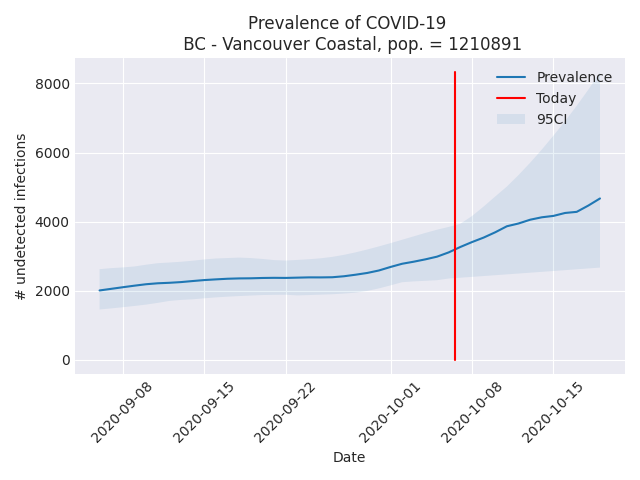 Prevalence of COVID-19
BC - Vancouver Coastal, pop. = 1210891
Prevalence
Today
95CI
8000
6000
4000
2000
0
# undetected infections
2020-09-08
2020-09-15
2020-09-22
2020-10-01
2020-10-08
2020-10-15
Date